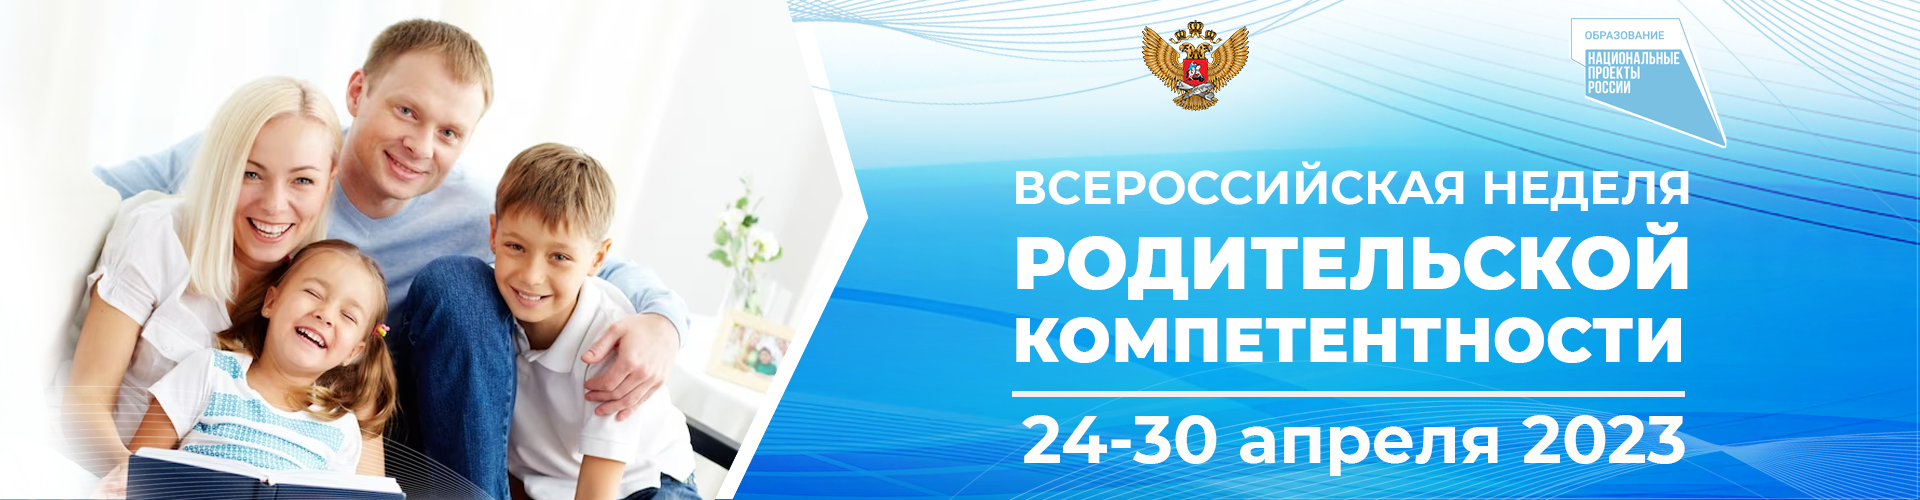 ОБРАЗОВАНИЕ
НАЦИОНАЛЬНЫЕ
ПРОЕКТЫ
РОССИИ
ВСЕРОССИЙСКАЯ НЕДЕЛЯ
РОДИТЕЛЬСКОЙ
КОМПЕТЕНТНОСТИ
24-30 апреля 2023